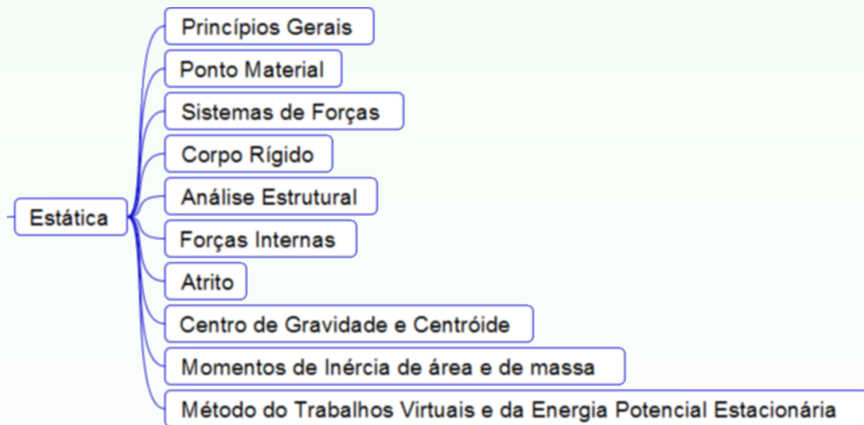 Princípios Gerais
Ponto Material
Sistemas de Forças
Corpo Rígido
Análise Estrutural
Estática
Forças Internas
Atrito
Centro de Gravidade e Centróide
Momentos de Inércia de área e de massa
Método do Trabalhos Virtuais e da Energia Potencial Estacionária